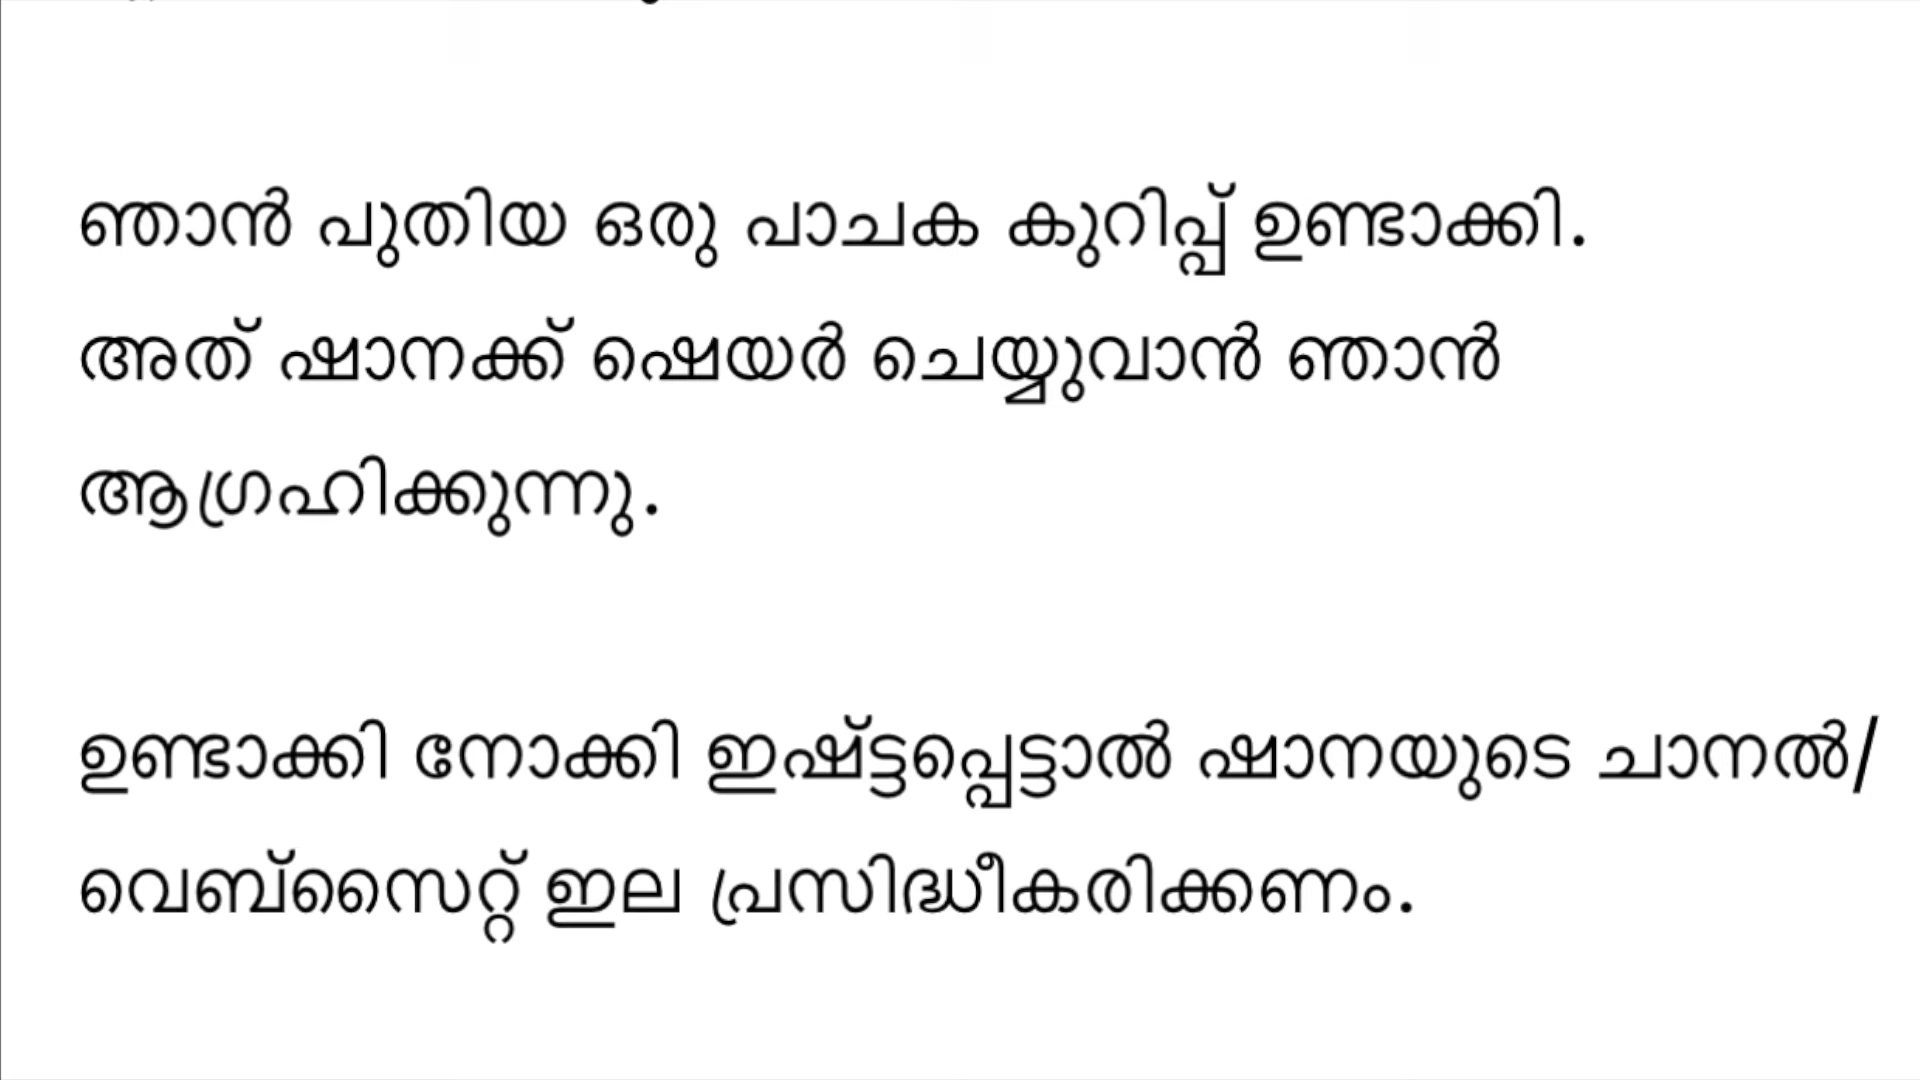 ഞാൻ പുതിയ ഒരു പാചക കുറിപ്പ് ഉണ്ടാക്കി.
അത് ഷാനക്ക് ഷെയർ ചെയ്യുവാൻ ഞാൻ
ആഗ്രഹിക്കുന്നു.
ഉണ്ടാക്കി നോക്കി ഇഷ്ട്ടപ്പെട്ടാൽ ഷാനയുടെ ചാനൽ/
വെബ്സൈറ്റ് ഇല പ്രസിദ്ധീകരിക്കണം.